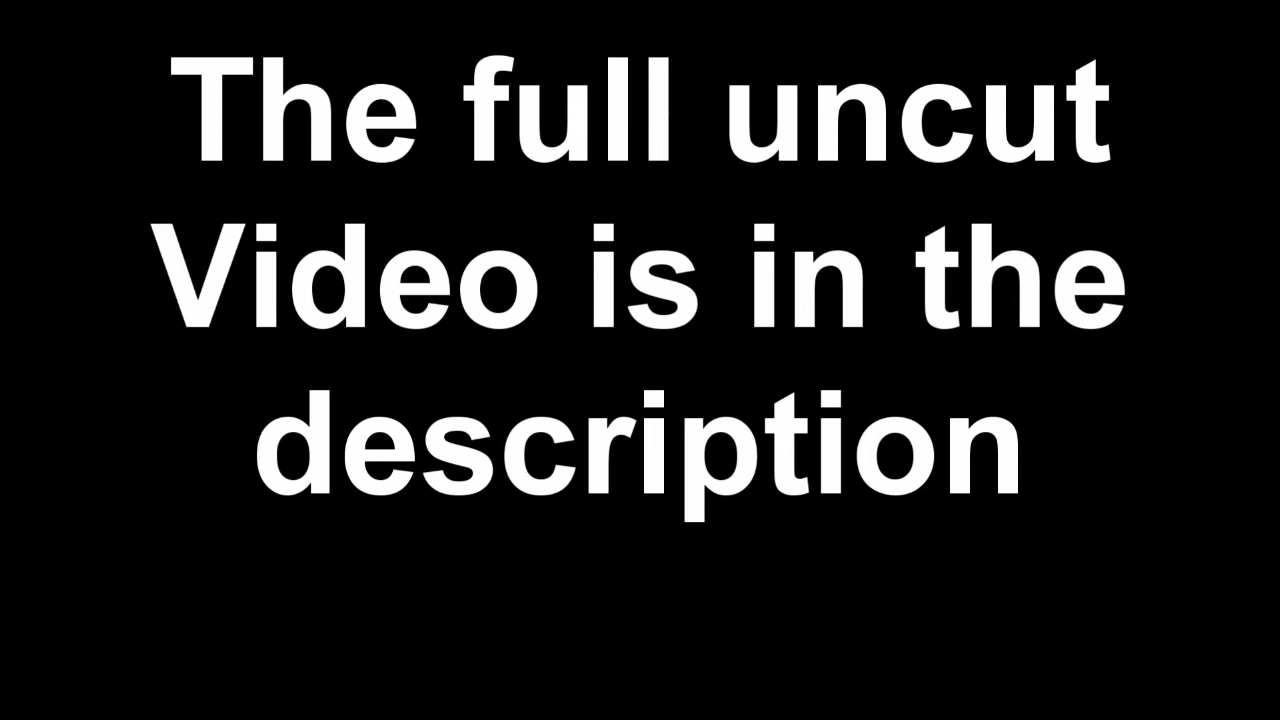 The full uncut
Video is in the
description